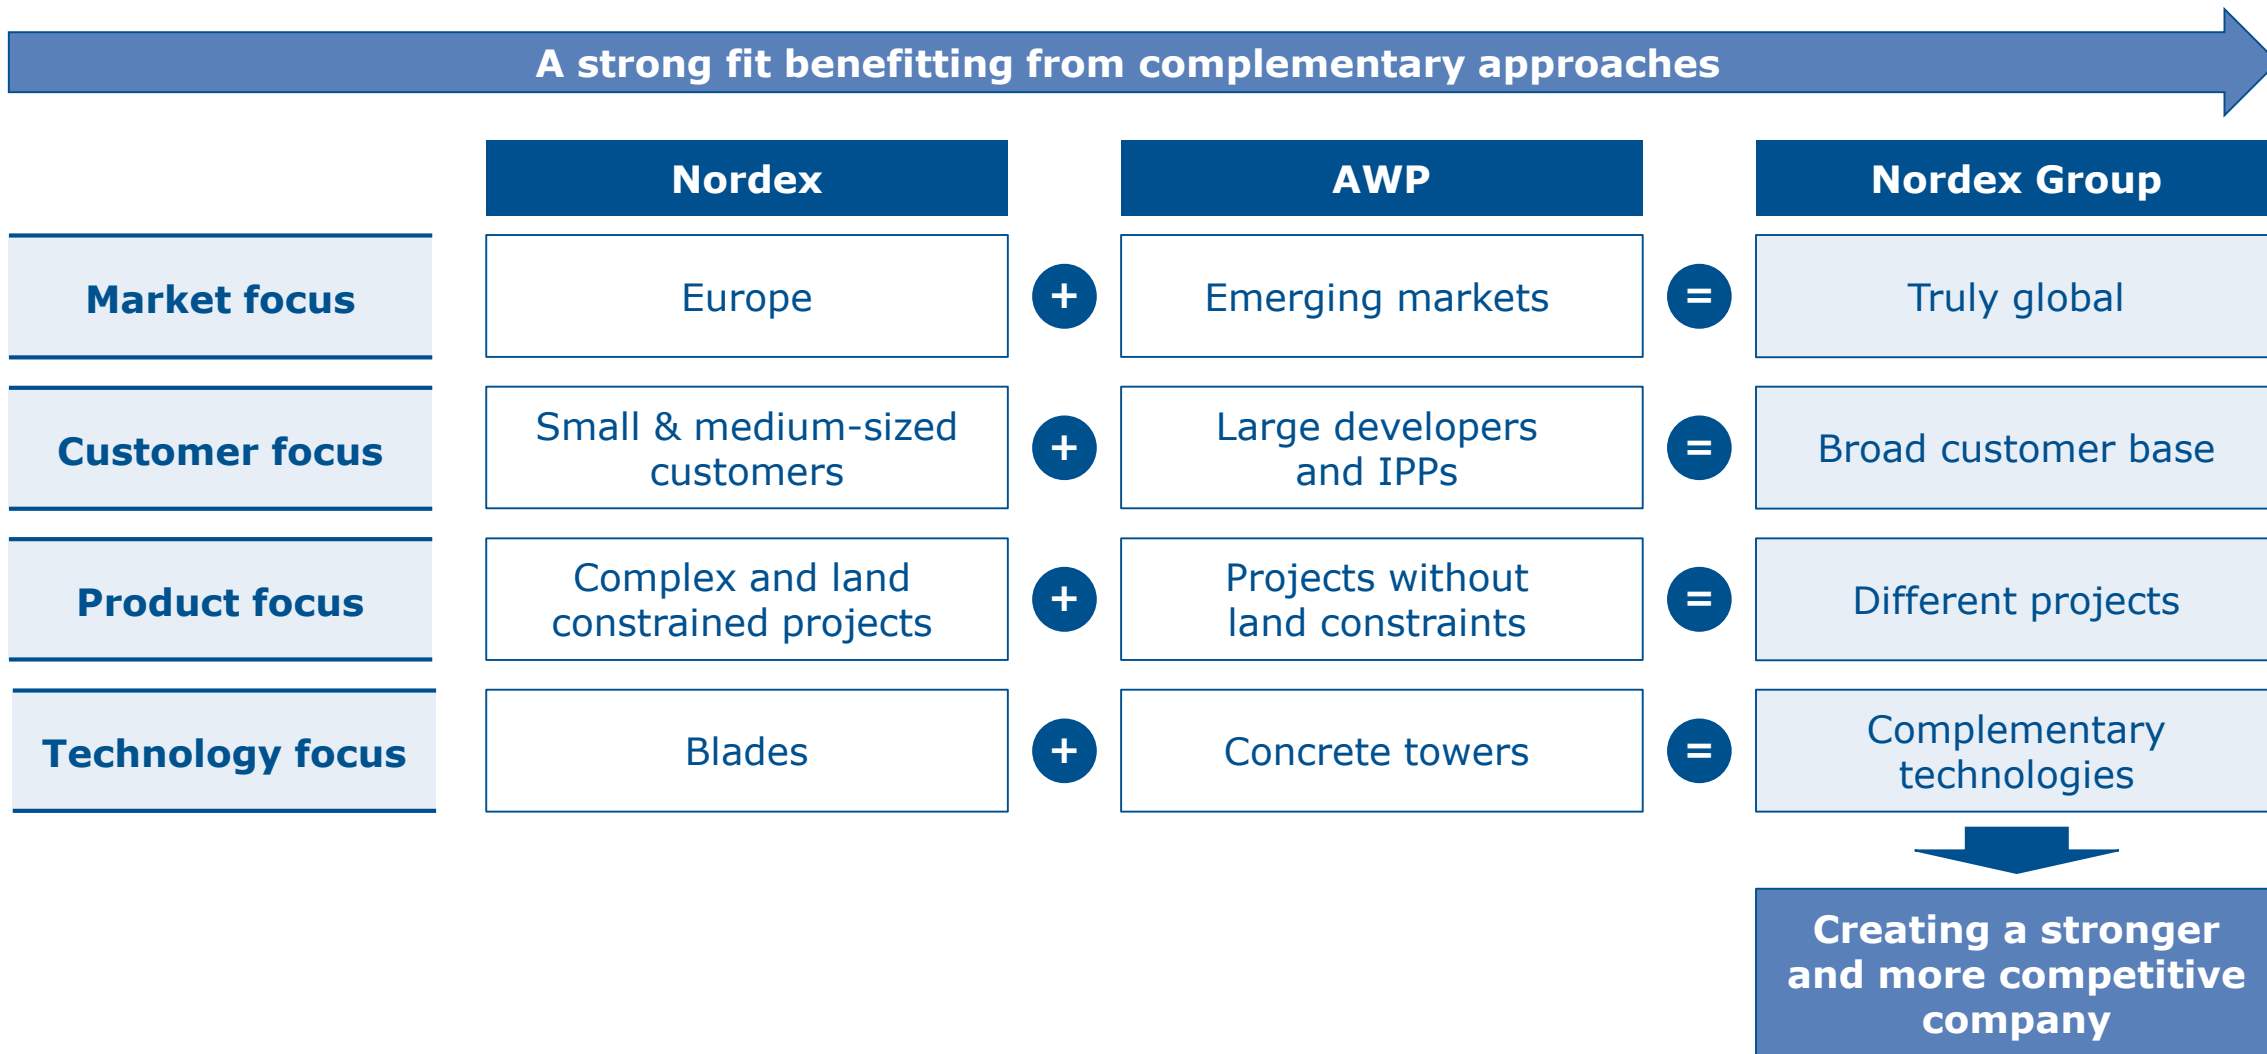 A strong fit benefitting from complementary approaches
Nordex
AWP
Nordex Group
Market focus
Europe
+
Emerging markets
=
Truly global
Customer focus
Small & medium-sized
customers
+
Large developers
and IPPs
=
Broad customer base
Product focus
Complex and land
constrained projects
+
Projects without
land constraints
=
Different projects
Technology focus
Blades
+
Concrete towers
=
Complementary
technologies
Creating a stronger
and more competitive
company